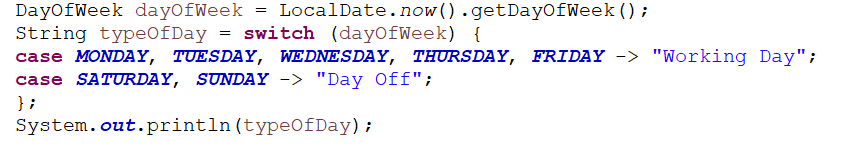 DayOfWeek dayOfWeek = LocalDate.now().getDayOfWeek();
String typeOfDay = switch (dayOfWeek) {
case MONDAY, TUESDAY, WEDNESDAY, THURSDAY, FRIDAY -> "Working Day";
case SATURDAY, SUNDAY -> "Day Off";
};
System.out.println(typeOfDay);